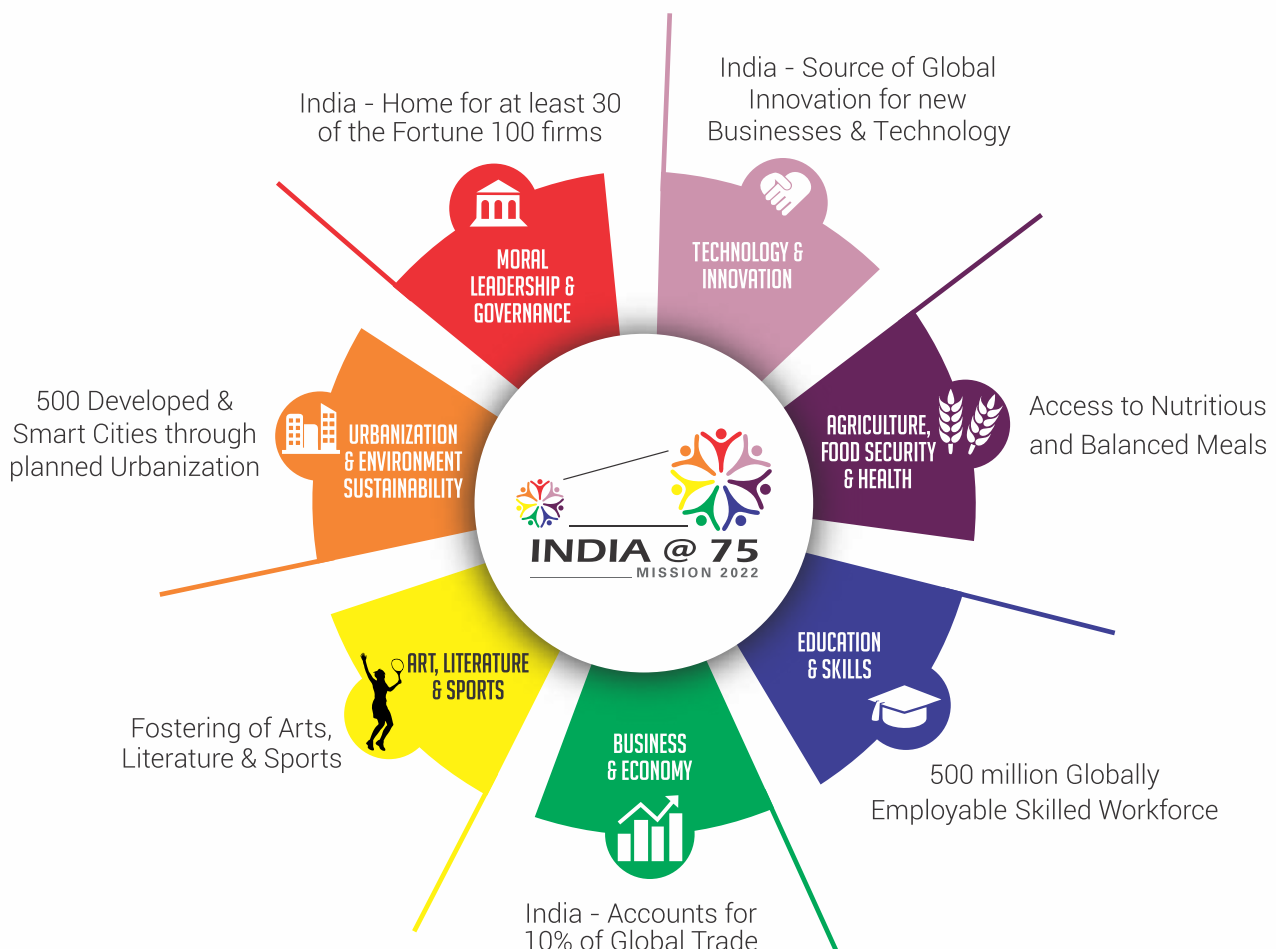 India - Home for at least 30
of the Fortune 100 firms
India - Source of Global
Innovation for new
Businesses & Technology
MORAL
LEADERSHIP &
GOVERNANCE
TECHNOLOGY &
INNOVATION
500 Developed &
Smart Cities through
planned Urbanization
URBANIZATION
& ENVIRONMENT
SUSTAINABILITY
AGRICULTURE,
FOOD SECURITY
& HEALTH
Access to Nutritious
and Balanced Meals
INDIA @ 75
MISSION 2022
ART, LITERATURE
& SPORTS
Fostering of Arts,
Literature & Sports
EDUCATION
& SKILLS
500 million Globally
Employable Skilled Workforce
BUSINESS
& ECONOMY
India - Accounts for
10% of Global Trade